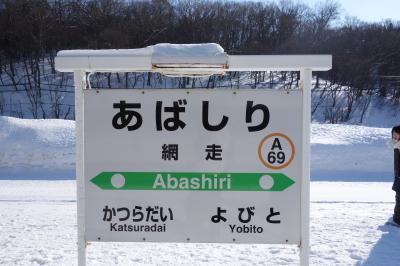 あばしり
網走
A
69
Abashiri
かつらだい よびと
Katsuradai Yobito